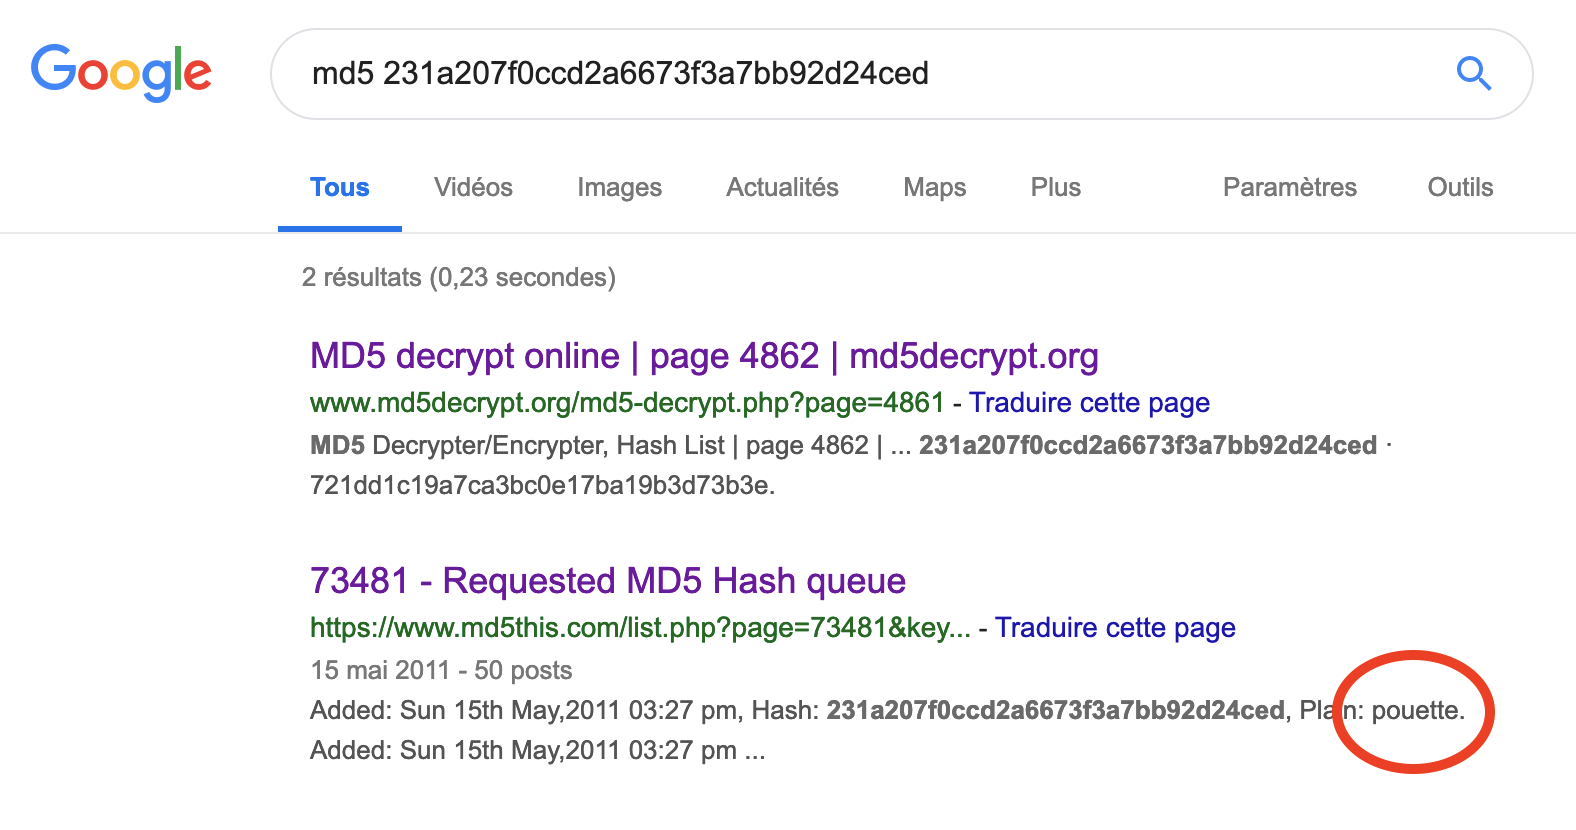 Google
md5 231a207f0ccd2a6673f3a7bb92d24ced
Tous Vidéos Images Actualités Maps Plus Paramètres Outils
2 résultats (0,23 secondes)
MD5 decrypt online | page 4862 | md5decrypt.org
www.md5decrypt.org/md5-decrypt.php?page=4861 - Traduire cette page
MD5 Decrypter/Encrypter, Hash List | page 4862 | ... 231a207f0ccd2a6673f3a7bb92d24ced ·
721dd1c19a7ca3bc0e17ba19b3d73b3e.
73481 - Requested MD5 Hash queue
https://www.md5this.com/list.php?page=73481&key... - Traduire cette page
15 mai 2011 - 50 posts
Added: Sun 15th May,2011 03:27 pm, Hash: 231a207f0ccd2a6673f3a7bb92d24ced, Plain: pouette.
Added: Sun 15th May,2011 03:27 pm ...